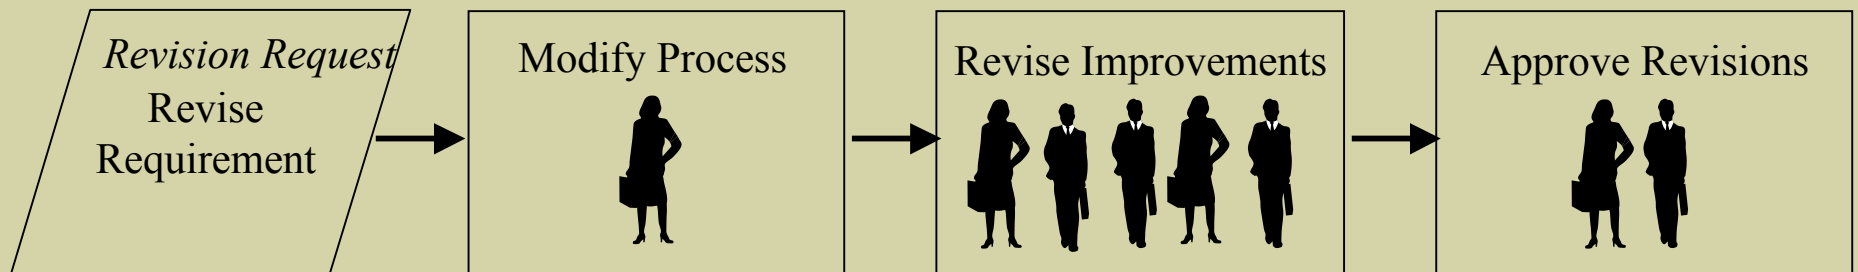 Revision Request
Revise
Requirement
Modify Process
Revise Improvements
Approve Revisions